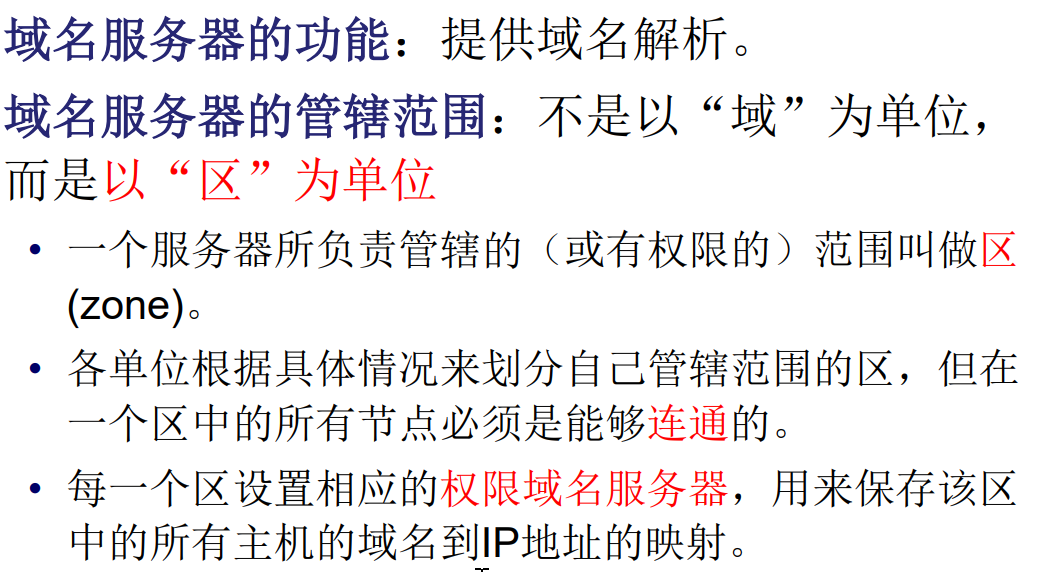 域名服务器的功能：提供域名解析。
域名服务器的管辖范围：不是以“域”为单位，
而是以“区”为单位
• 一个服务器所负责管辖的（或有权限的）范围叫做区
(zone)。
• 各单位根据具体情况来划分自己管辖范围的区，但在
一个区中的所有节点必须是能够连通的。
• 每一个区设置相应的权限域名服务器，用来保存该区
中的所有主机的域名到IP地址的映射。